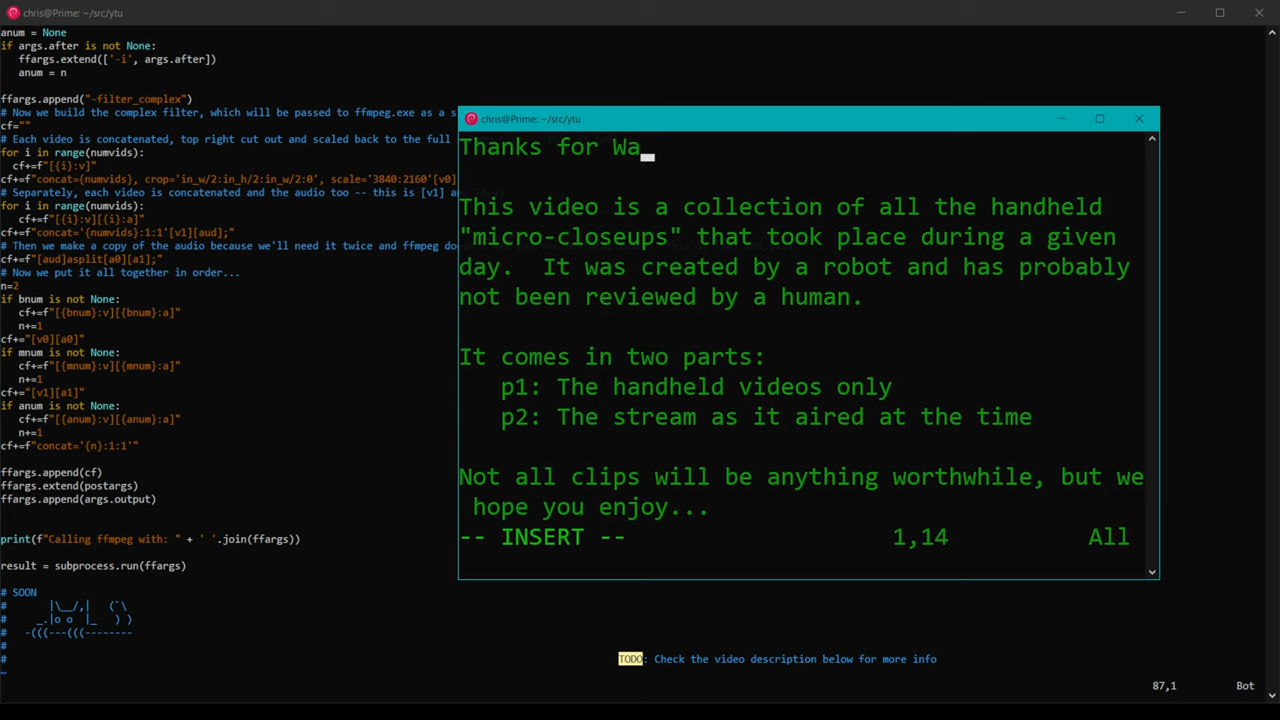 chris@Prime: ~/src/ytu
anum = None
if args.after is not None:
   ffargs.extend(['-i', args.after])
   anum = n
ffargs.append("-filter_complex")
# Now we build the complex filter, which will be passed to ffmpeg.exe as a s
cf=""
# Each video is concatenated, top right cut out and scaled back to the full
for i in range(numvids):
  cf+=f"[{i}:v]"
cf+=f"concat={numvids}, crop='in_w/2:in_h/2:in_w/2:0', scale='3840:2160'[v0]
# Separately, each video is concatenated and the audio too -- this is [v1] a
for i in range(numvids):
   cf+=f"[{i}:v][{i}:a]"
cf+=f"concat='{numvids}:1:1'[v1][aud];"
# Then we make a copy of the audio because we'll need it twice and ffmpeg do
cf+="[aud]asplit[a0][a1];"
# Now we put it all together in order...
n=2
if bnum is not None:
   cf+=f"[{bnum}:v][{bnum}:a]"
   n+=1
cf+="[v0][a0]"
if mnum is not None:
   cf+=f"[{mnum}:v][{mnum}:a]"
   n+=1
cf+="[v1][a1]"
if anum is not None:
   cf+=f"[{anum}:v][{anum}:a]"
   n+=1
cf+=f"concat='{n}:1:1'"
ffargs.append(cf)
ffargs.extend(postargs)
ffargs.append(args.output)
print(f"Calling ffmpeg with: " + ' '.join(ffargs))
result = subprocess.run(ffargs)
# SOON
#      |\__/,|   (`\
#    _.|o o  |_   ) )
#  -(((---(((--------
#
#
~
chris@Prime: ~/src/ytu
Thanks for Wa
This video is a collection of all the handheld
"micro-closeups" that took place during a given
day.  It was created by a robot and has probably
not been reviewed by a human.
It comes in two parts:
   p1: The handheld videos only
   p2: The stream as it aired at the time
Not all clips will be anything worthwhile, but we
 hope you enjoy...
-- INSERT -- 1,14 All
TODO: Check the video description below for more info
87,1 Bot